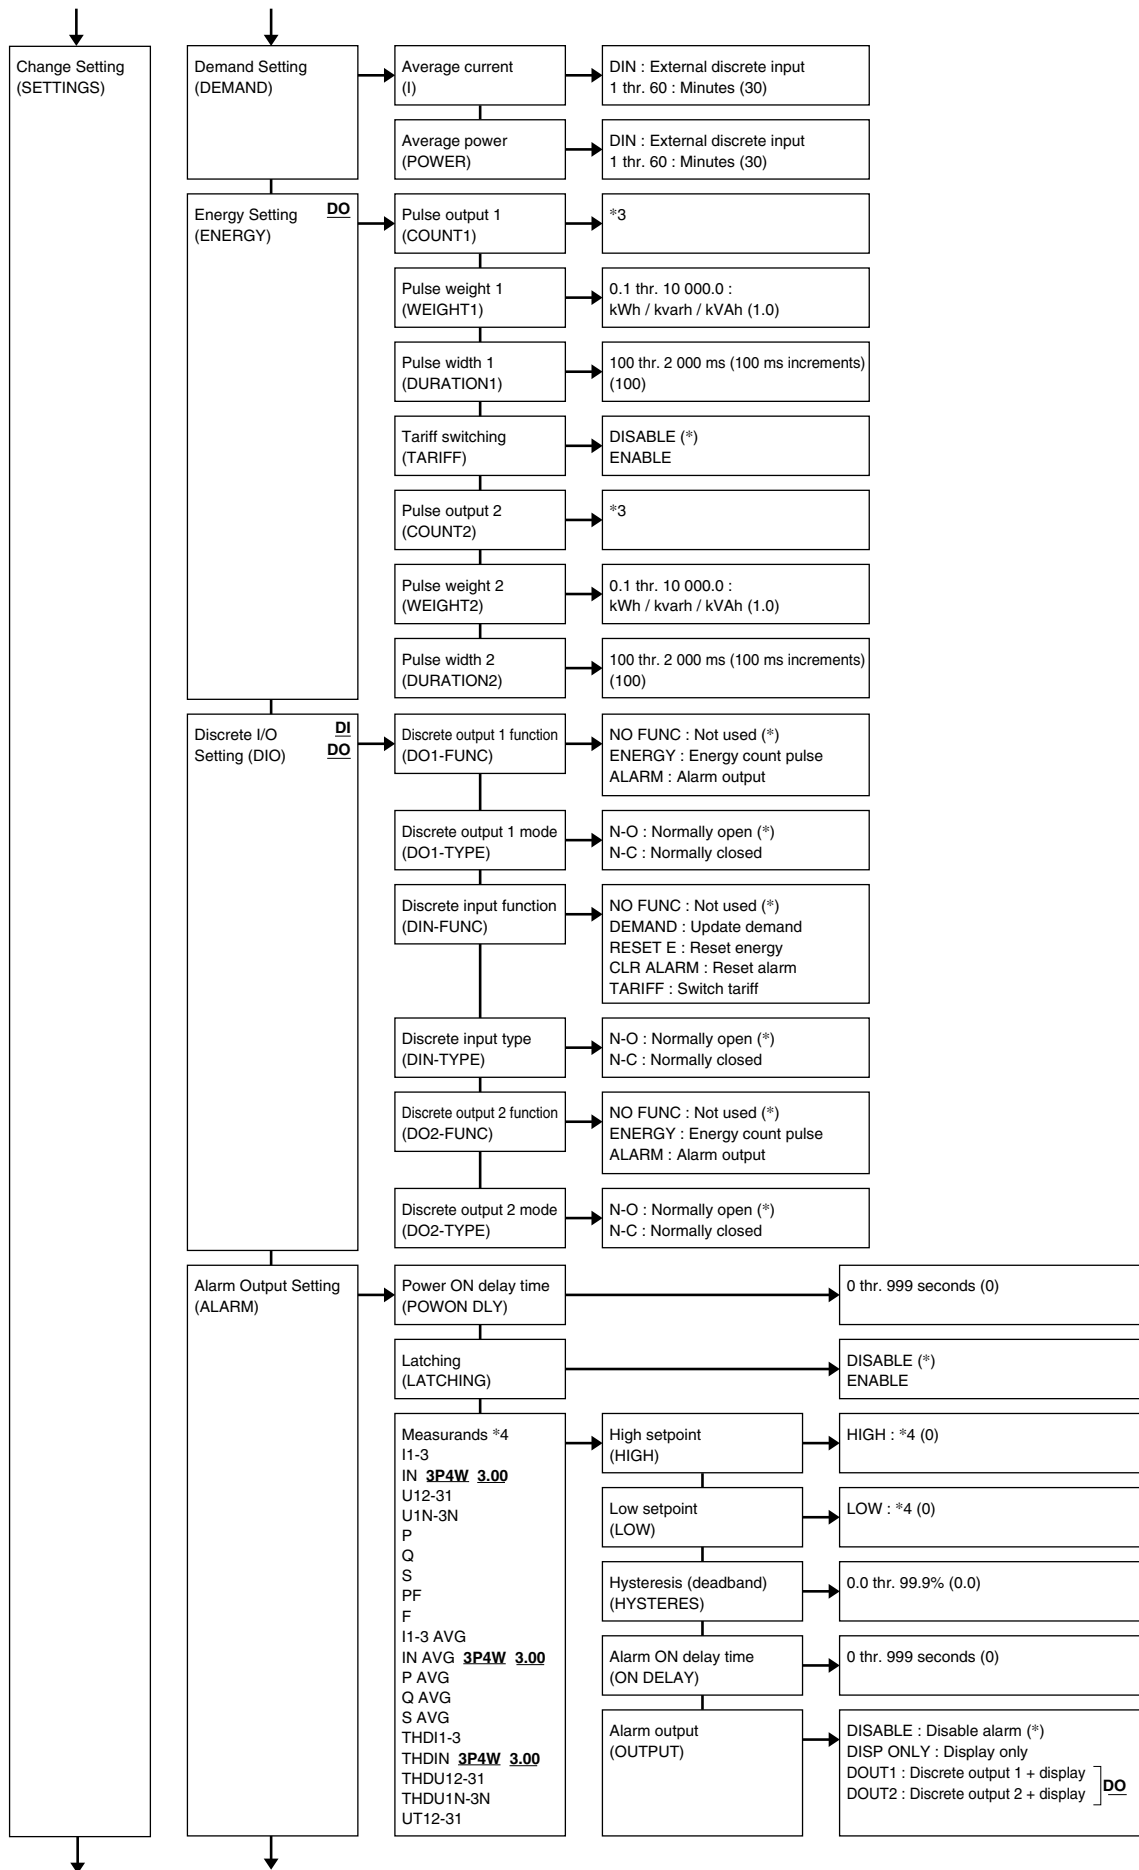 Change Setting
(SETTINGS)
Demand Setting
(DEMAND)
Average current
(I)
DIN : External discrete input
1 thr. 60 : Minutes (30)
Average power
(POWER)
DIN : External discrete input
1 thr. 60 : Minutes (30)
Energy Setting DO
(ENERGY)
Pulse output 1
(COUNT1)
*3
Pulse weight 1
(WEIGHT1)
0.1 thr. 10 000.0 :
kWh / kvarh / kVAh (1.0)
Pulse width 1
(DURATION1)
100 thr. 2 000 ms (100 ms increments)
(100)
Tariff switching
(TARIFF)
DISABLE (*)
ENABLE
Pulse output 2
(COUNT2)
*3
Pulse weight 2
(WEIGHT2)
0.1 thr. 10 000.0 :
kWh / kvarh / kVAh (1.0)
Pulse width 2
(DURATION2)
100 thr. 2 000 ms (100 ms increments)
(100)
Discrete I/O DI
Setting (DIO) DO
Discrete output 1 function
(DO1-FUNC)
NO FUNC : Not used (*)
ENERGY : Energy count pulse
ALARM : Alarm output
Discrete output 1 mode
(DO1-TYPE)
N-O : Normally open (*)
N-C : Normally closed
Discrete input function
(DIN-FUNC)
NO FUNC : Not used (*)
DEMAND : Update demand
RESET E : Reset energy
CLR ALARM : Reset alarm
TARIFF : Switch tariff
Discrete input type
(DIN-TYPE)
N-O : Normally open (*)
N-C : Normally closed
Discrete output 2 function
(DO2-FUNC)
NO FUNC : Not used (*)
ENERGY : Energy count pulse
ALARM : Alarm output
Discrete output 2 mode
(DO2-TYPE)
N-O : Normally open (*)
N-C : Normally closed
Alarm Output Setting
(ALARM)
Power ON delay time
(POWON DLY)
0 thr. 999 seconds (0)
Latching
(LATCHING)
DISABLE (*)
ENABLE
Measurands *4
I1-3
IN 3P4W 3.00
U12-31
U1N-3N
P
Q
S
PF
F
I1-3 AVG
IN AVG 3P4W 3.00
P AVG
Q AVG
S AVG
THDI1-3
THDIN 3P4W 3.00
THDU12-31
THDU1N-3N
UT12-31
High setpoint
(HIGH)
HIGH : *4 (0)
Low setpoint
(LOW)
LOW : *4 (0)
Hysteresis (deadband)
(HYSTERES)
0.0 thr. 99.9% (0.0)
Alarm ON delay time
(ON DELAY)
0 thr. 999 seconds (0)
Alarm output
(OUTPUT)
DISABLE : Disable alarm (*)
DISP ONLY : Display only
DOUT1 : Discrete output 1 + display
DOUT2 : Discrete output 2 + display
DO